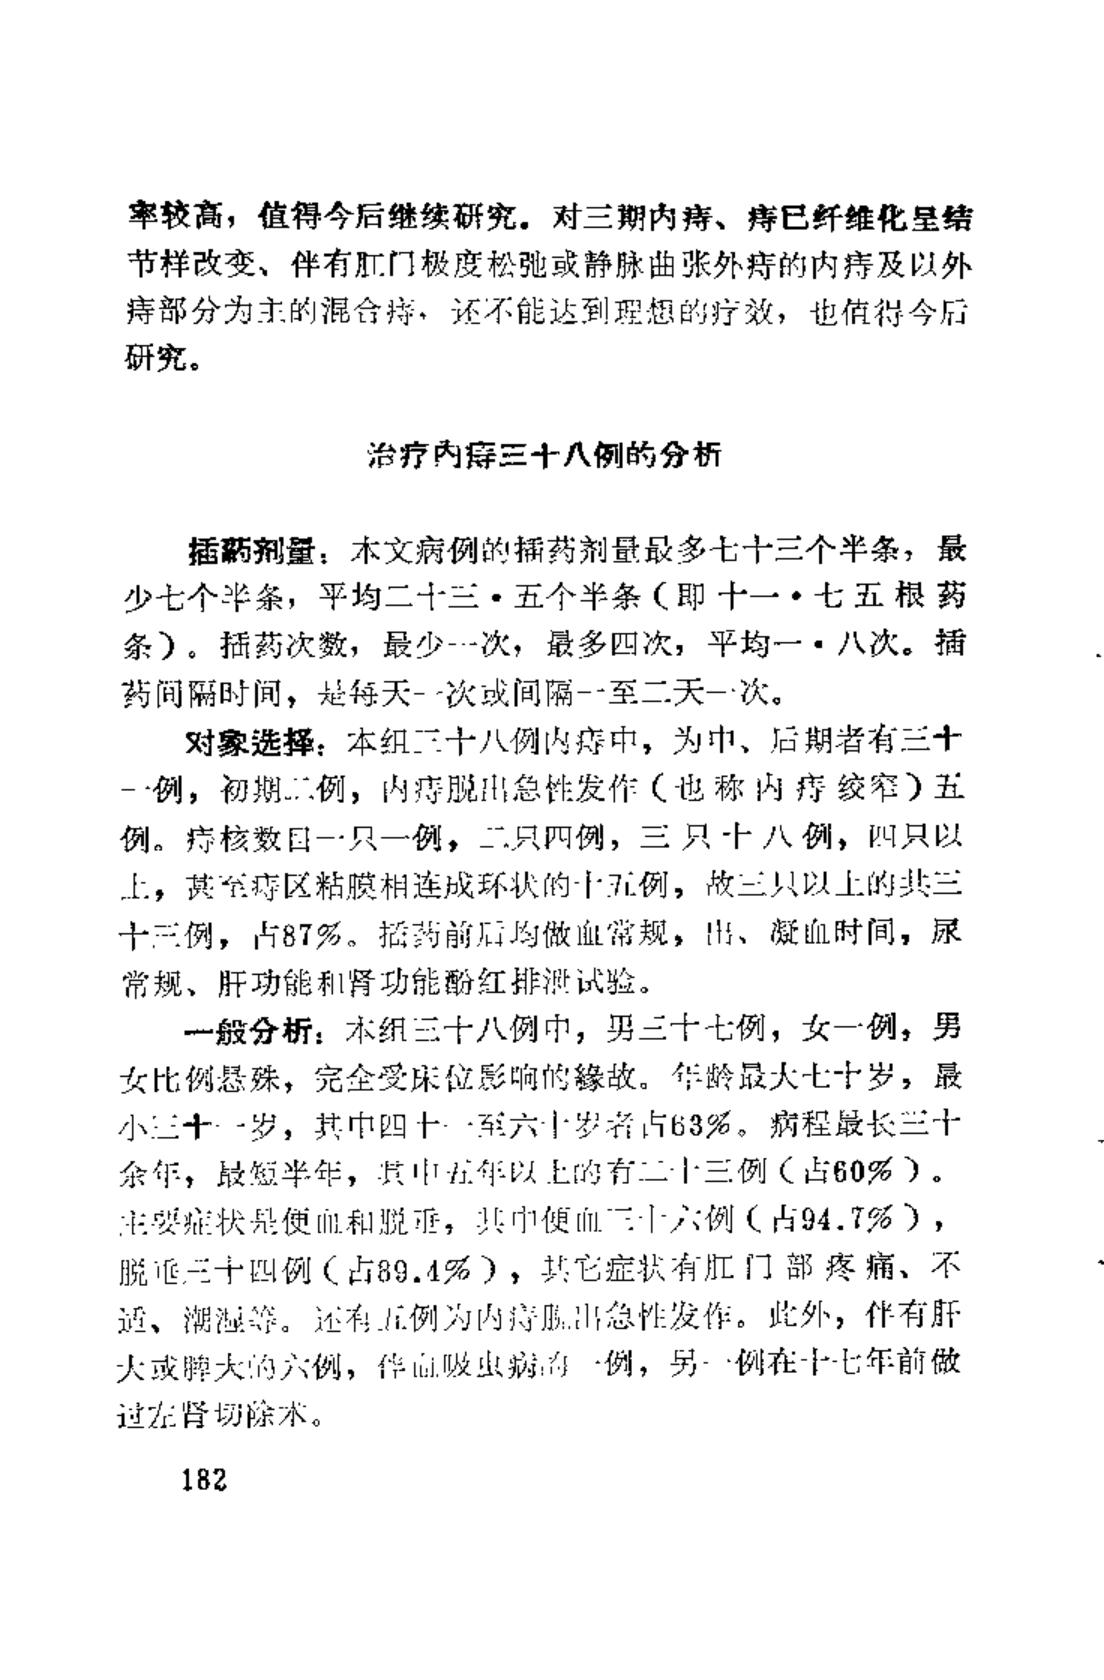 率较高，值得今后继续研究。对三期内痔、痔已纤维化呈结
节样改变、伴有肛门极度松弛或静脉曲张外痔的内痔及以外
痔部分为主的混合痔，还不能达到理想的疗效，也值得今后
研究。
治疗内痔三十八例的分析
插药剂量：本文病例的插药剂量最多七十三个半条，最
少七个半条，平均二十三·五个半条（即十一·七五根药
条）。插药次数，最少一次，最多四次，平均一·八次。插
药间隔时间，是每天一次或间隔一至二天一次。
对象选择：本组三十八例内痔中，为中、后期者有三十
一例，初期二例，内痔脱出急性发作（也称内痔绞窄）五
例。痔核数目一只一例，二只四例，三只十八例，四只以
上，甚至痔区粘膜相连成环状的十五例，故三只以上的共三
十三例，占87%。插药前后均做血常规，出、凝血时间，尿
常规、肝功能和肾功能酚红排泄试验。
一般分析：本组三十八例中，男三十七例，女一例，男
女比例悬殊，完全受床位影响的缘故。年龄最大七十岁，最
小三十一岁，其中四十一至六十岁者占63%。病程最长三十
余年，最短半年，其中五年以上的有二十三例（占60%）。
主要症状是便血和脱垂，其中便血三十六例（占94.7%），
脱垂三十四例（占89.4%），其它症状有肛门部疼痛、不
适、潮湿等。还有五例为内痔脱出急性发作。此外，伴有肝
大或脾大的六例，伴血吸虫病的一例，另一例在十七年前做
过左肾切除术。
182